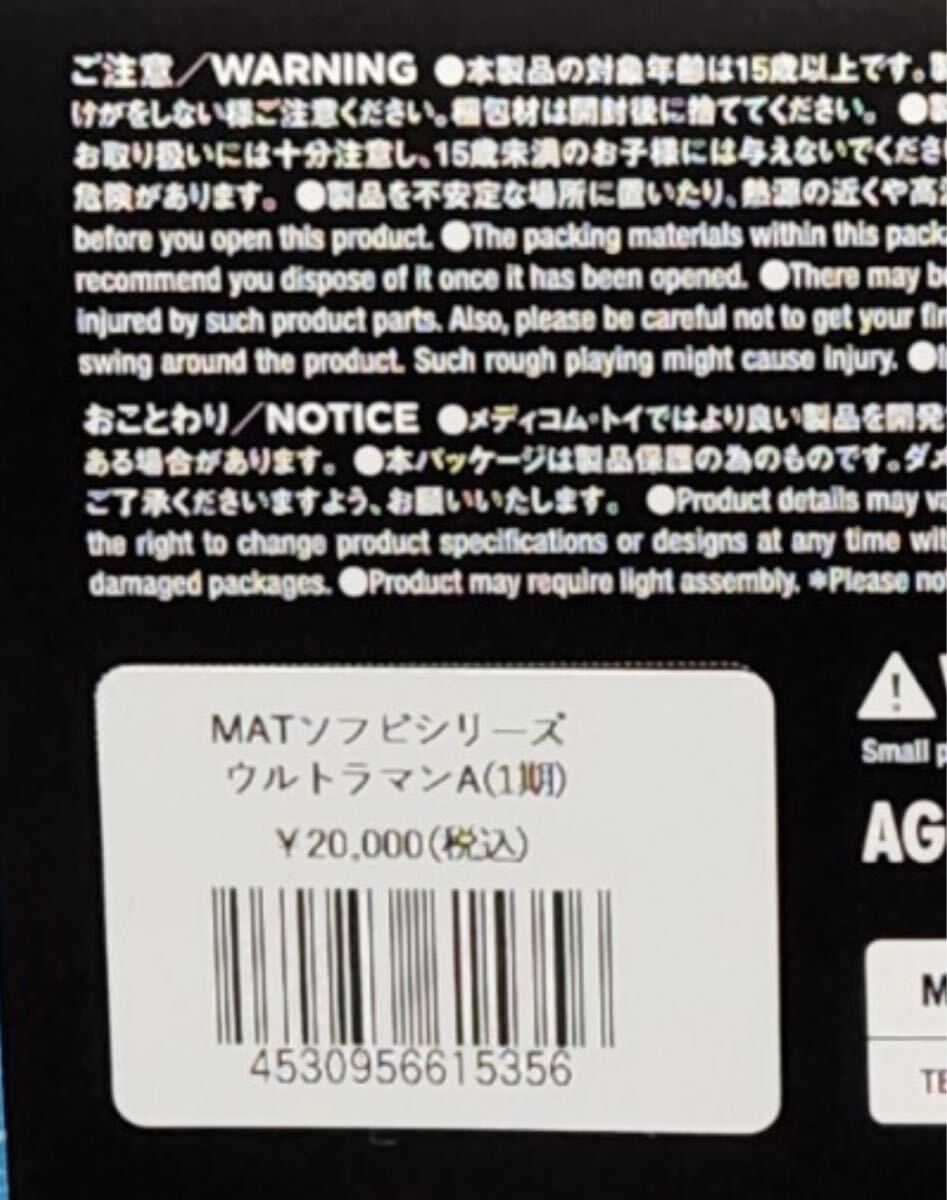 ご注意／WARNING ●本製品の対象年齢は15歳以上です。
けがをしない様ご注意ください。梱包材は開封後に捨ててください。 ●
お取り扱いには十分注意し、15歳未満のお子様には与えないでくださ
危険があります。 ●製品を不安定な場所に置いたり、熱源の近くや高
before you open this product. ●The packing materials within this pack
recommend you dispose of it once it has been opened. ●There may b
injured by such product parts. Also, please be careful not to get your fin
swing around the product. Such rough playing might cause injury. ●
おことわり／NOTICE ●メディコム・トイではより良い製品を開発
ある場合があります。 ●本パッケージは製品保護の為のものです。ダメ
ご了承くださいますよう、お願いいたします。 ●Product details may va
the right to change product specifications or designs at any time wi
damaged packages. ●Product may require light assembly. *Please no
MATソフビシリーズ
ウルトラマンA(1期)
¥20,000(税込)
4530956615356
Small p
AG
M
TE